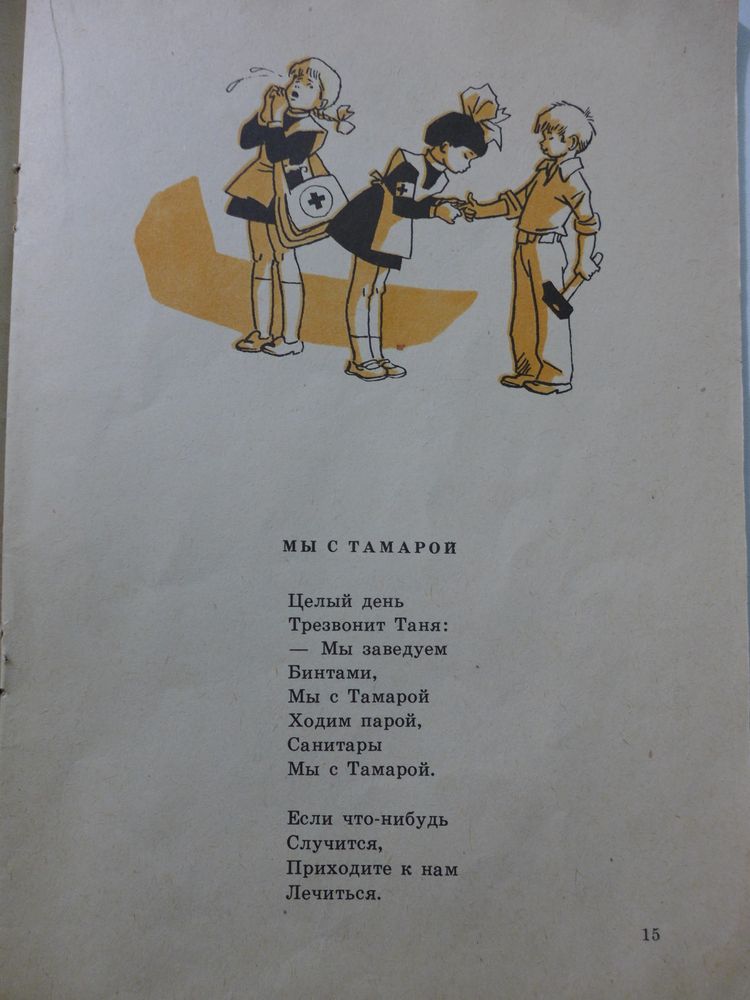 МЫ С ТАМАРОЙ
Целый день
Трезвонит Таня:
— Мы заведуем
Бинтами,
Мы с Тамарой
Ходим парой,
Санитары
Мы с Тамарой.
Если что-нибудь
Случится,
Приходите к нам
Лечиться.
15